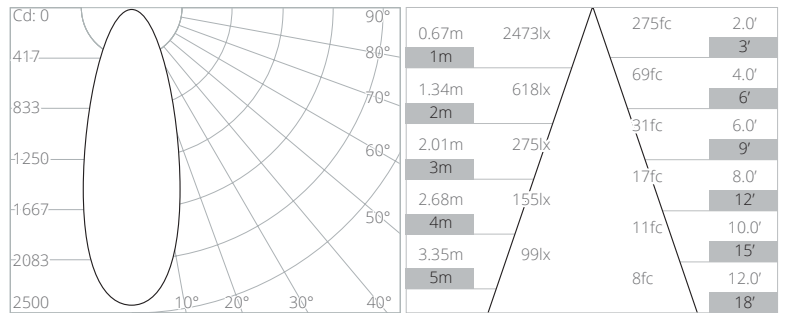 Cd: 0
417
833
1250
1667
2083
2500
90°
80°
70°
60°
50°
10° 20° 30° 40°
0.67m 2473lx
1m
1.34m 618lx
2m
2.01m 275lx
3m
2.68m 155lx
4m
3.35m 99lx
5m
275fc 2.0’
3’
69fc 4.0’
6’
31fc 6.0’
9’
17fc 8.0’
12’
11fc 10.0’
15’
8fc 12.0’
18’